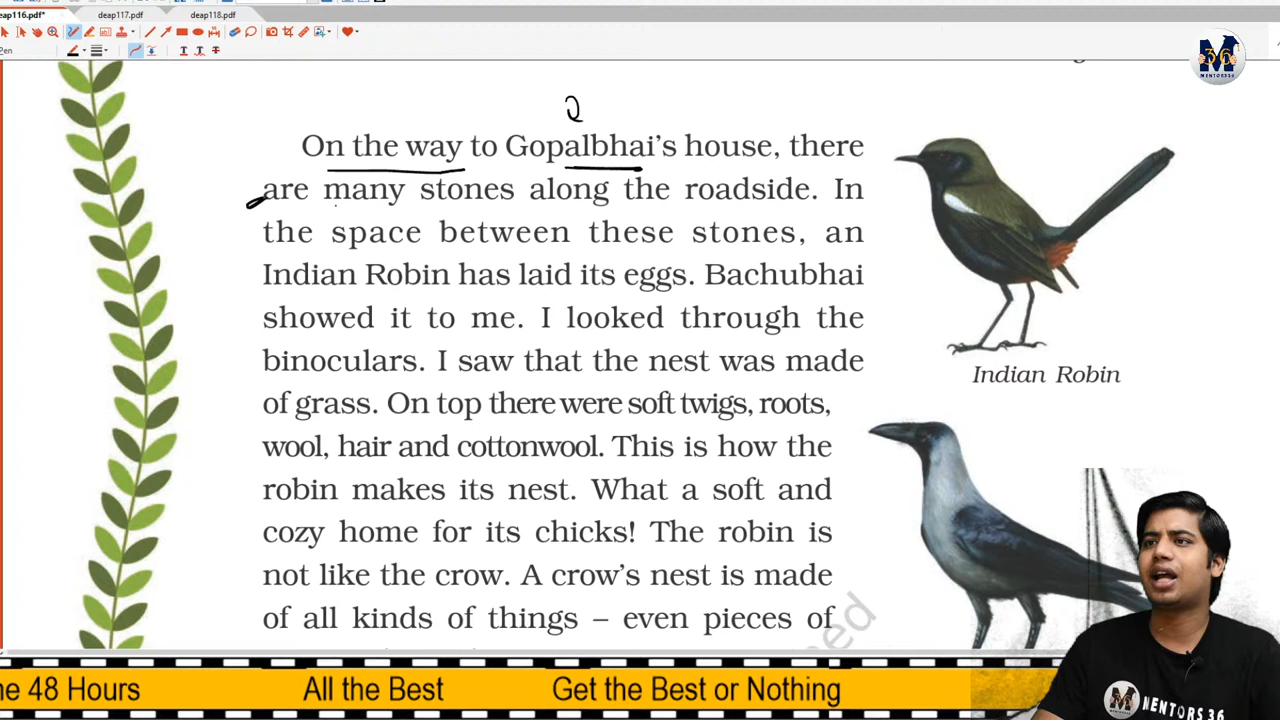 deap116.pdf*
deap117.pdf
deap118.pdf
Pen
M
36
MENTORS36
2
On the way to Gopalbhai's house, there
are many stones along the roadside. In
the space between these stones, an
Indian Robin has laid its eggs. Bachubhai
showed it to me. I looked through the
binoculars. I saw that the nest was made
of grass. On top there were soft twigs, roots,
wool, hair and cottonwool. This is how the
robin makes its nest. What a soft and
cozy home for its chicks! The robin is
not like the crow. A crow's nest is made
of all kinds of things – even pieces of
Indian Robin
MENTORS 36
he 48 Hours
All the Best
Get the Best or Nothing